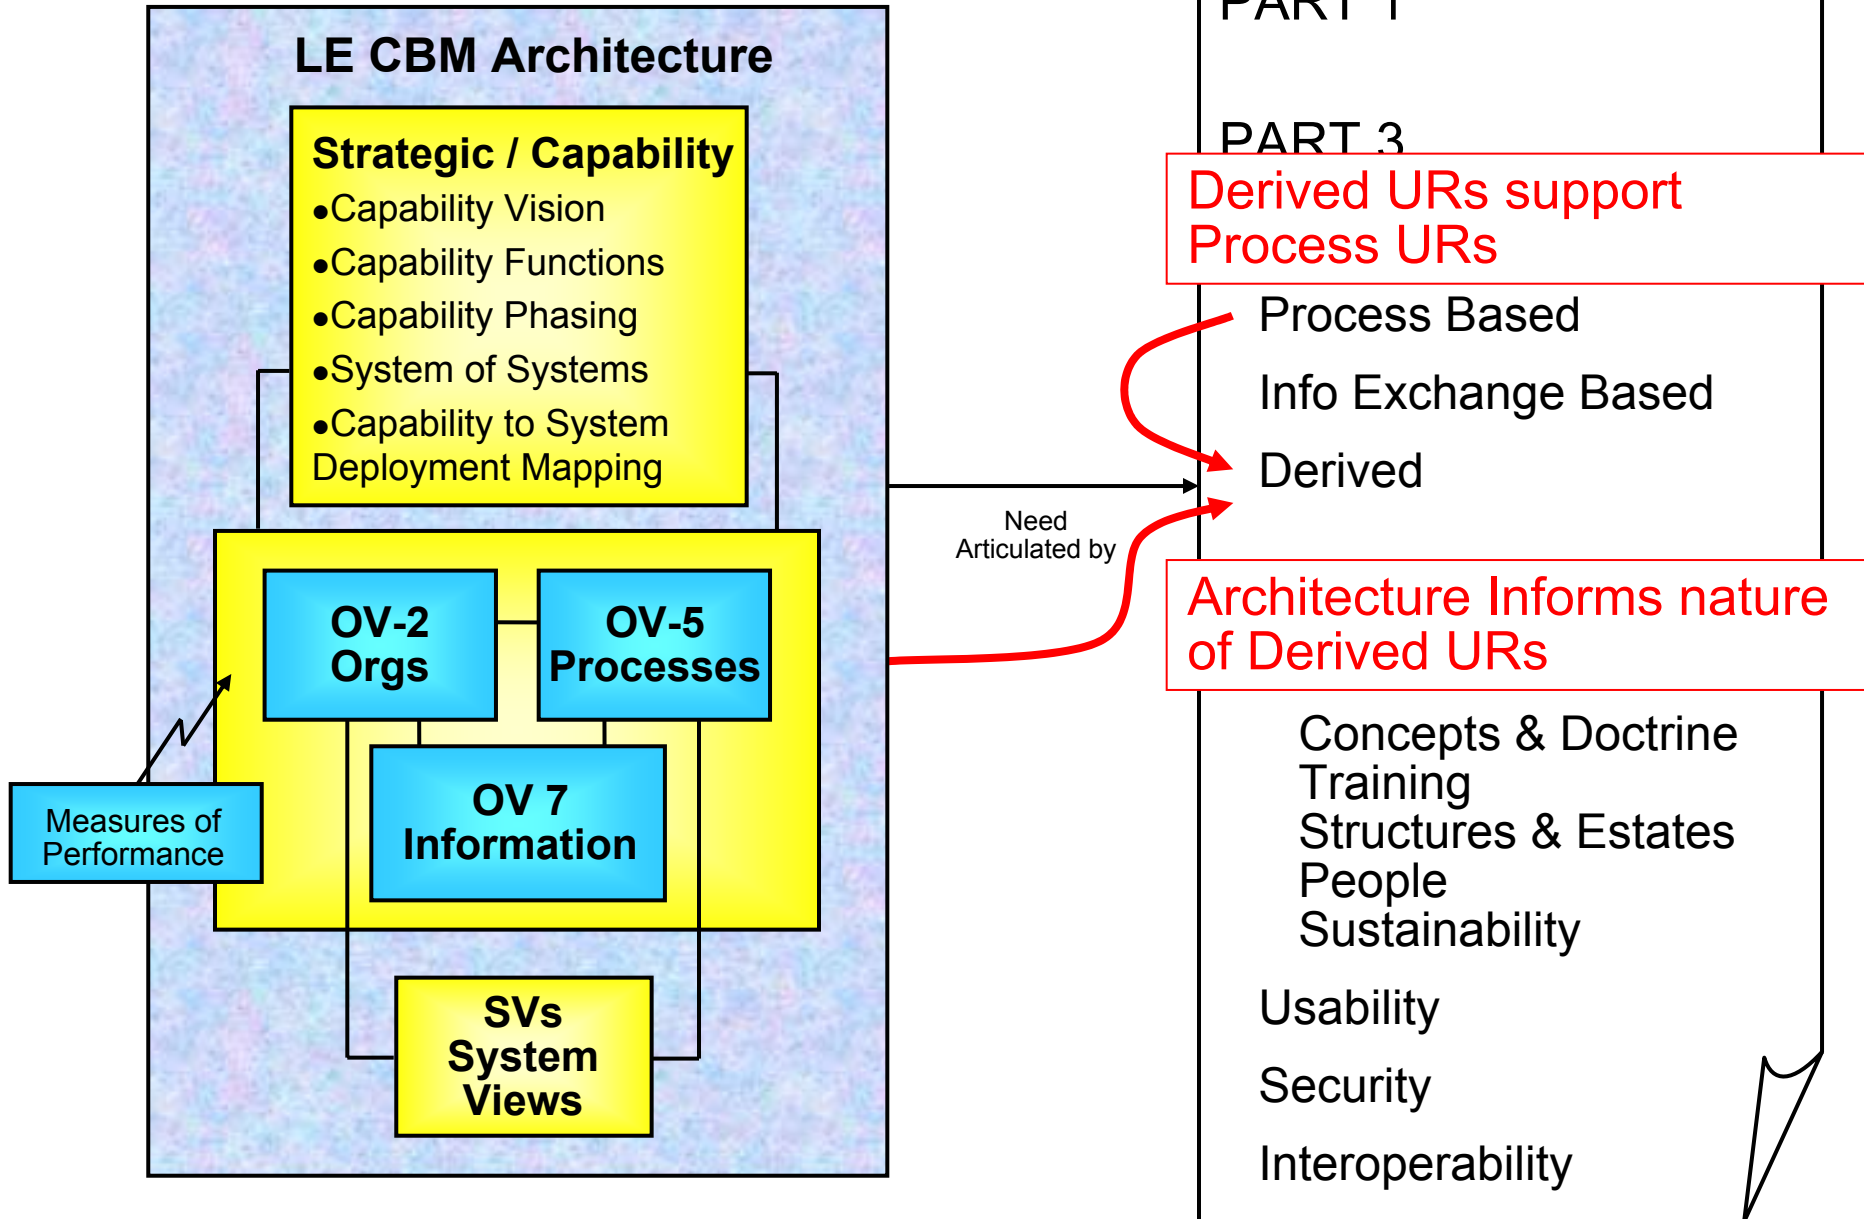 LE CBM Architecture
Strategic / Capability
●Capability Vision
●Capability Functions
●Capability Phasing
●System of Systems
●Capability to System
Deployment Mapping
OV-2
Orgs
OV-5
Processes
OV 7
Information
Measures of
Performance
SVs
System
Views
Need
Articulated by
PART 1
PART 3
Derived URs support
Process URs
Process Based
Info Exchange Based
Derived
Architecture Informs nature
of Derived URs
Concepts & Doctrine
Training
Structures & Estates
People
Sustainability
Usability
Security
Interoperability